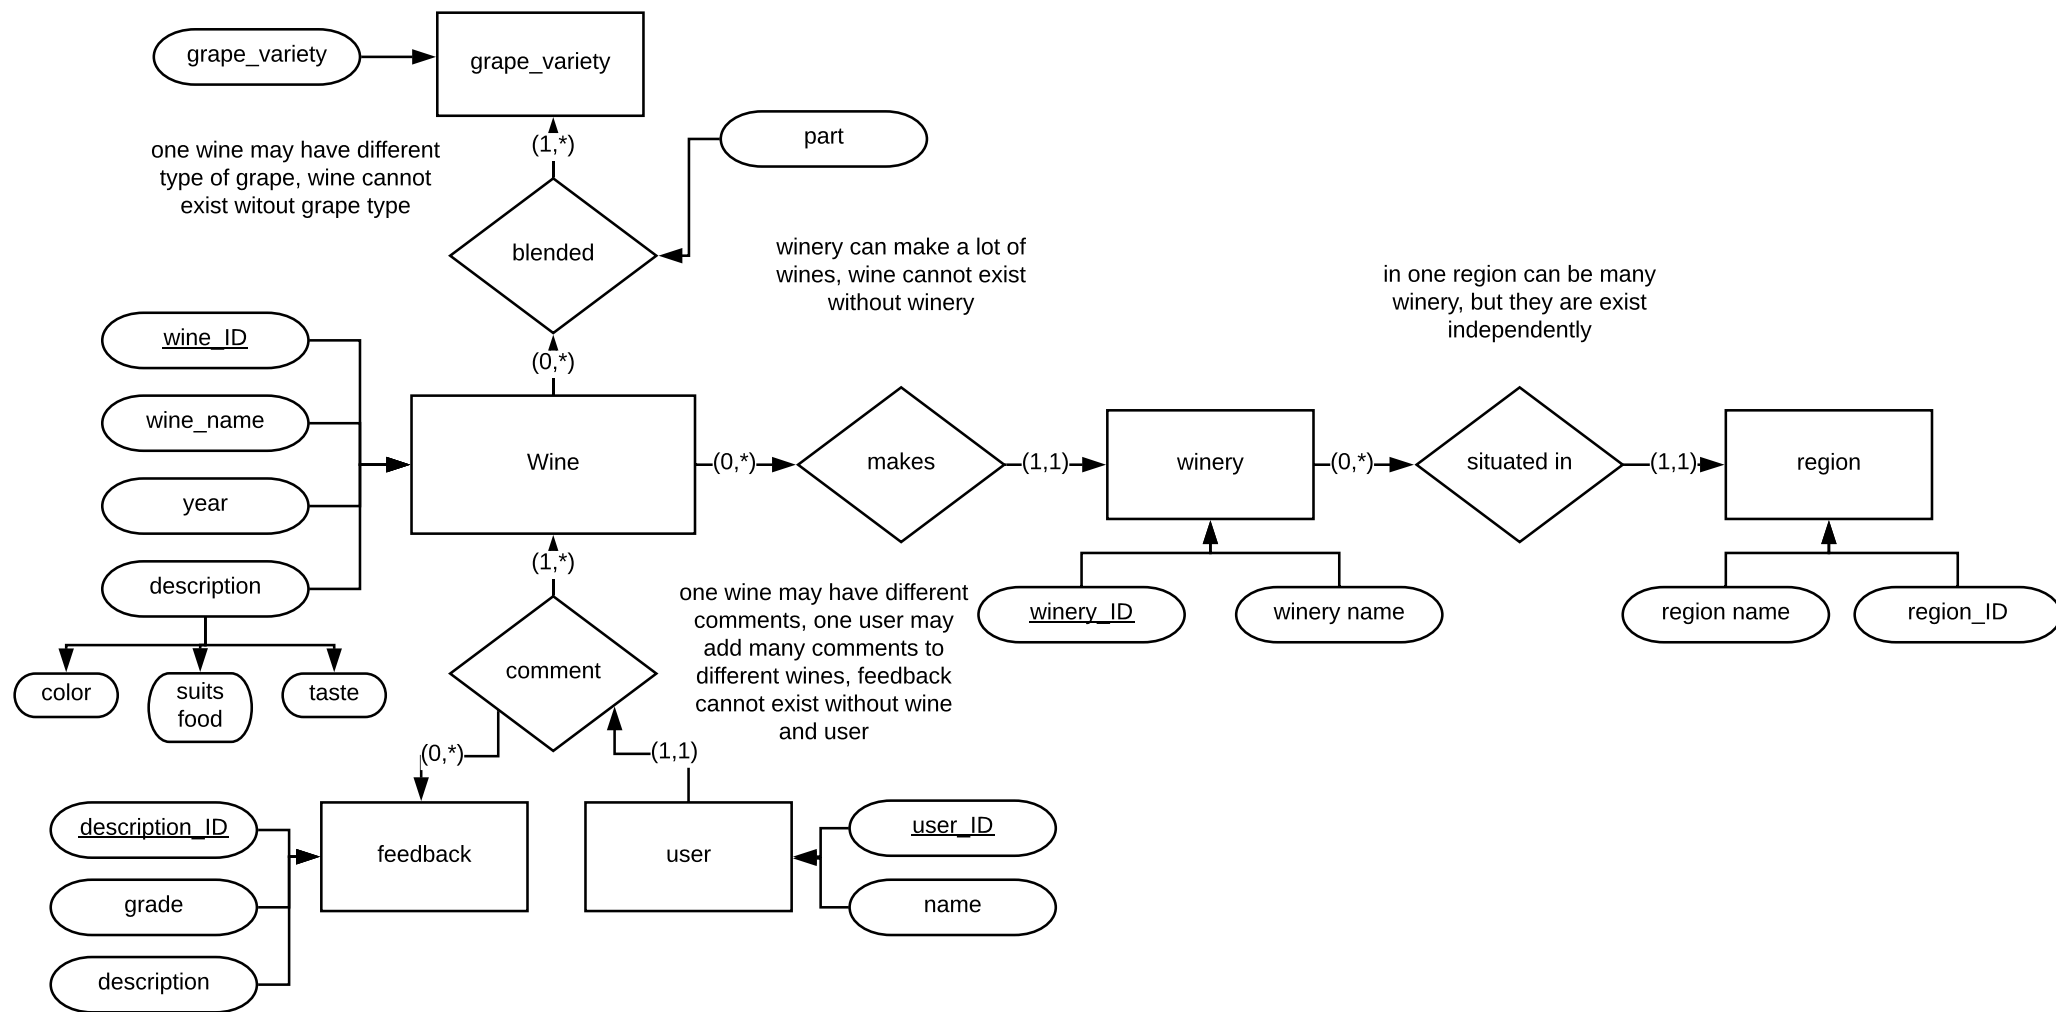 grape_variety
grape_variety
(1,*)
part
one wine may have different
type of grape, wine cannot
exist witout grape type
blended
winery can make a lot of
wines, wine cannot exist
without winery
in one region can be many
winery, but they are exist
independently
wine_ID
(0,*)
wine_name
year
description
Wine
(0,*)
makes
(1,1)
winery
(0,*)
situated in
(1,1)
region
(1,*)
one wine may have different
comments, one user may
add many comments to
different wines, feedback
cannot exist without wine
and user
winery_ID
winery name
region name
region_ID
color
suits
food
taste
comment
(0,*)
(1,1)
description_ID
grade
description
feedback
user
user_ID
name